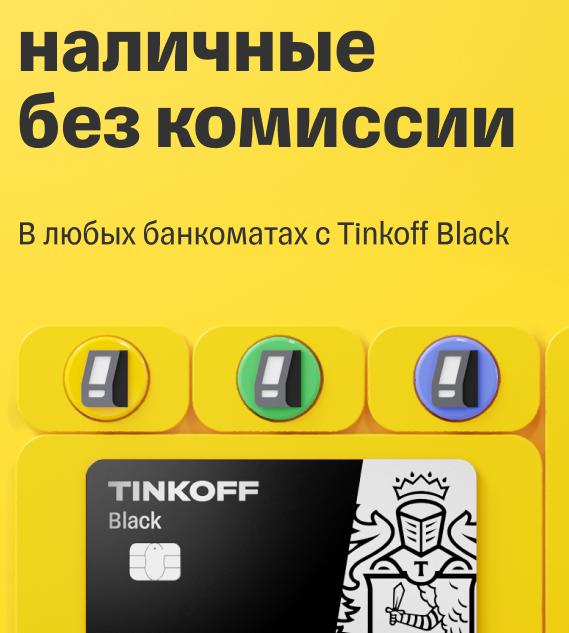 наличные
без комиссии
В любых банкоматах с Tinkoff Black
TINKOFF
Black
T